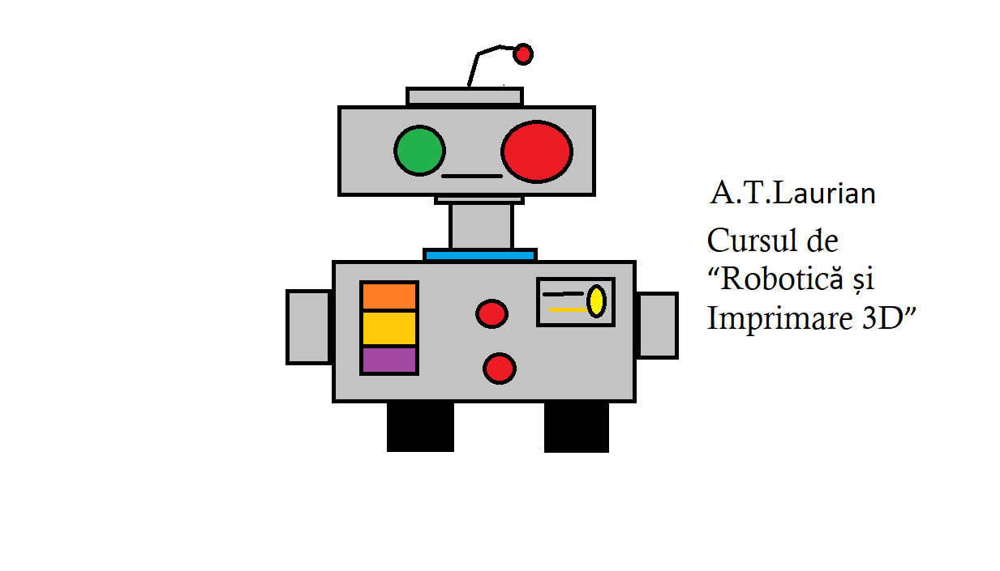 A.T.Laurian
Cursul de
“Robotică și
Imprimare 3D”